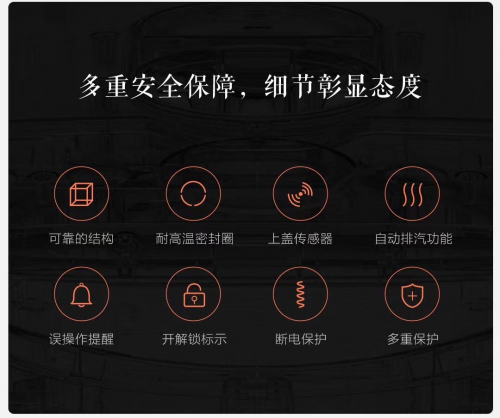 多重安全保障，细节彰显态度
可靠的结构 耐高温密封圈 上盖传感器 自动排汽功能
误操作提醒 开解锁标示 断电保护 多重保护